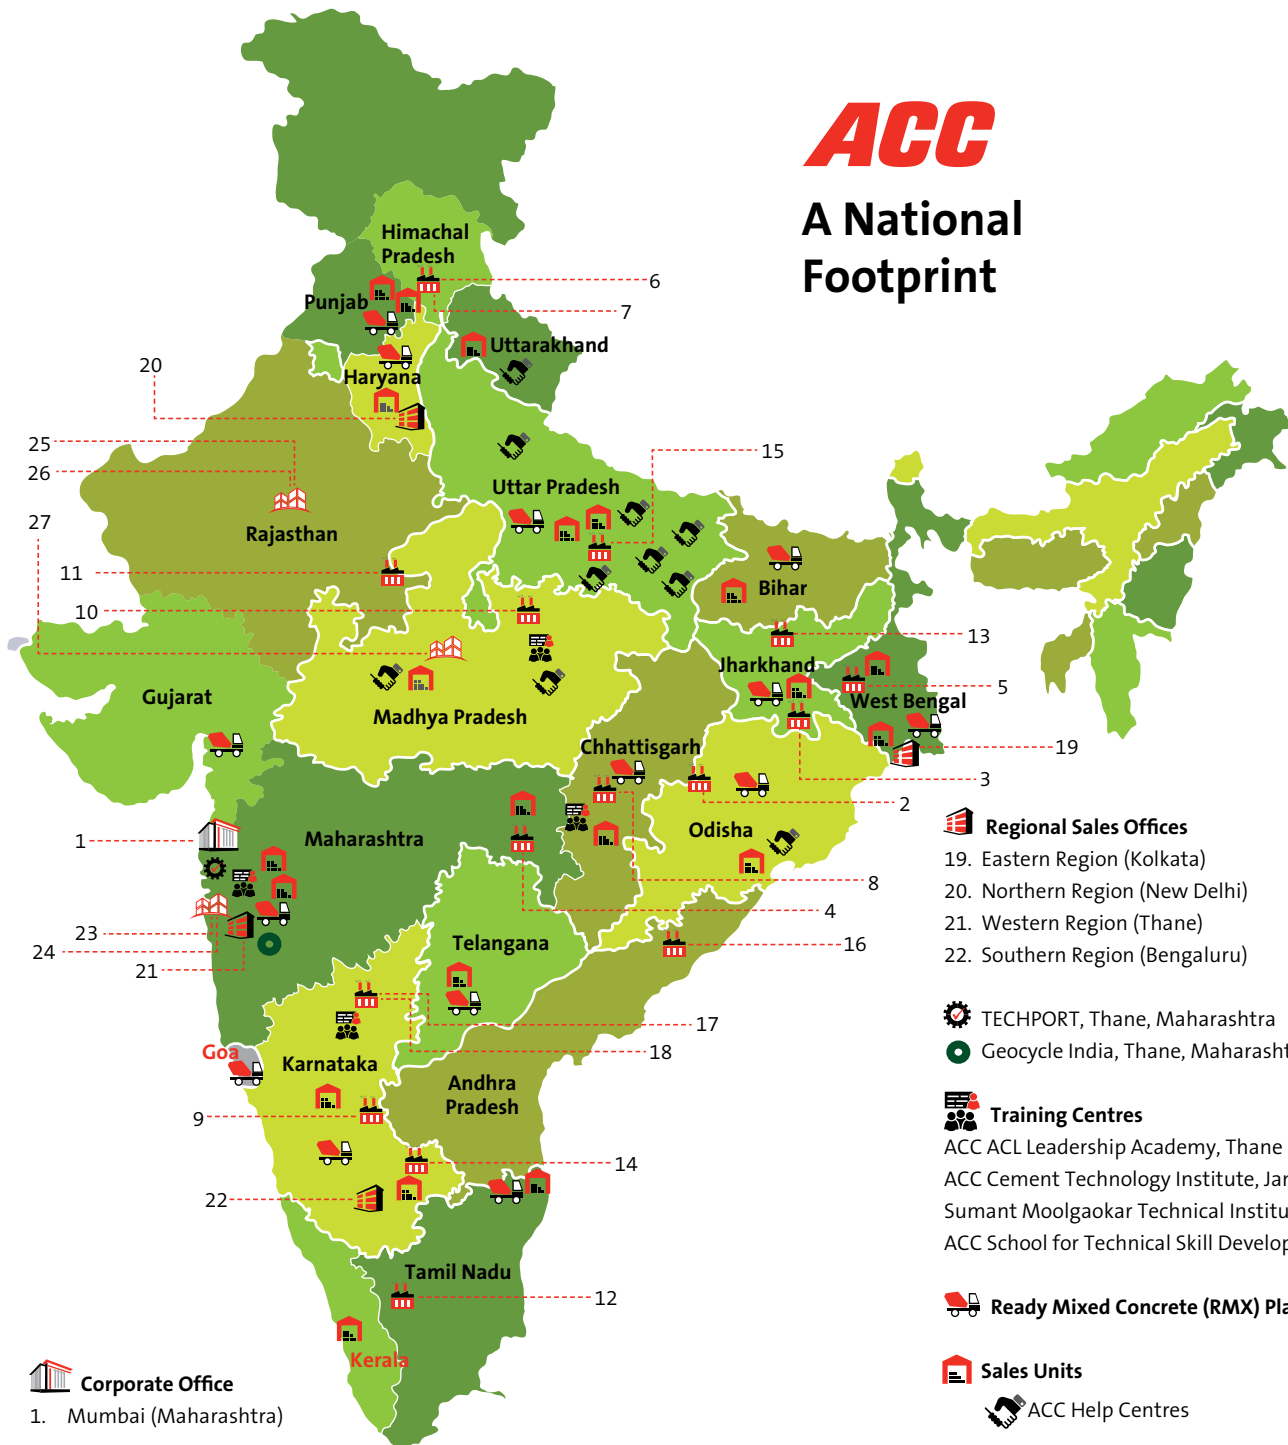 ACC
A National
Footprint
Himachal
Pradesh
6
Punjab
7
Uttarakhand
20
Haryana
25
15
26
Uttar Pradesh
27
Rajasthan
11
Bihar
10
13
Jharkhand
5
Gujarat
West Bengal
Madhya Pradesh
Chhattisgarh
19
3
2
1
Maharashtra
Odisha
8
4
23
24
21
Telangana
16
17
18
Goa
Karnataka
Andhra
Pradesh
9
14
22
Tamil Nadu
12
Kerala
Corporate Office
1. Mumbai (Maharashtra)
Regional Sales Offices
19. Eastern Region (Kolkata)
20. Northern Region (New Delhi)
21. Western Region (Thane)
22. Southern Region (Bengaluru)
TECHPORT, Thane, Maharashtra
Geocycle India, Thane, Maharasht
Training Centres
ACC ACL Leadership Academy, Thane
ACC Cement Technology Institute, Jam
Sumant Moolgaokar Technical Institu
ACC School for Technical Skill Develop
Ready Mixed Concrete (RMX) Pla
Sales Units
ACC Help Centres